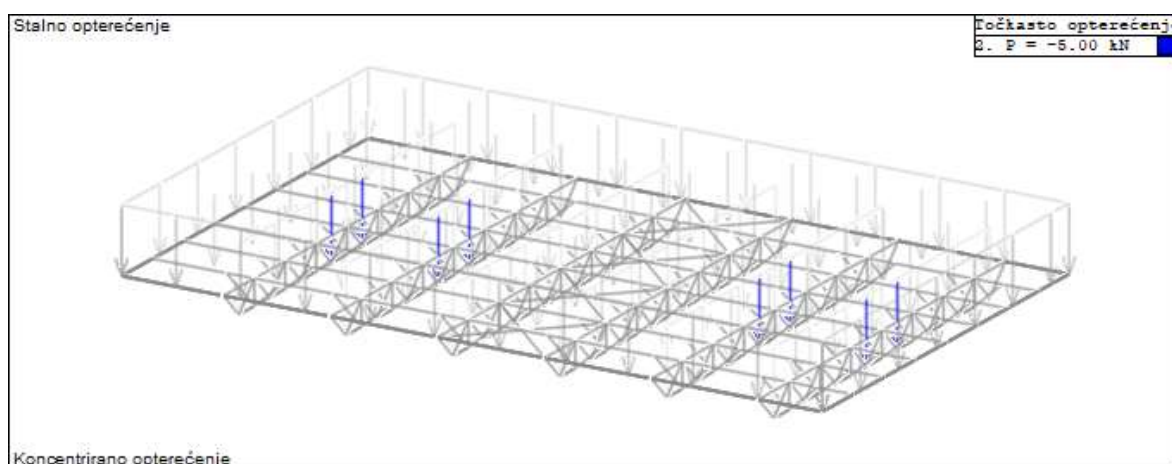 Stalno opterećenje
Točkasto opterećenj
2. P = -5.00 kN
Koncentrirano opterećenje